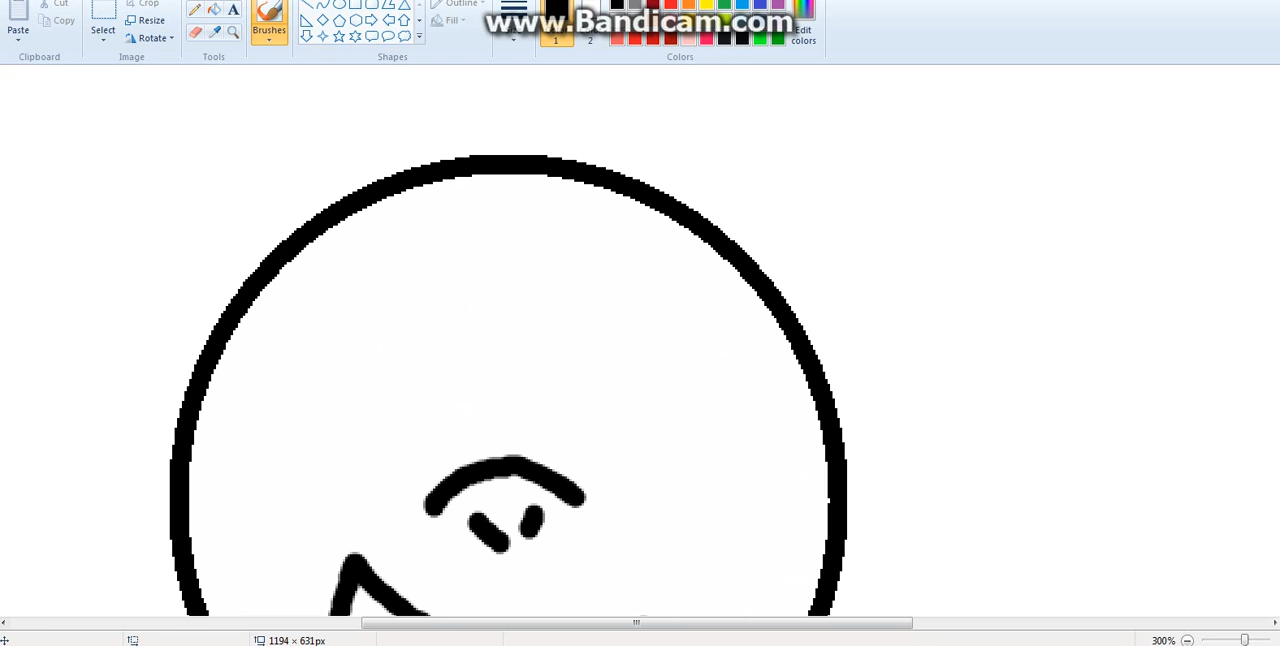 www.Bandicam.com
Cut
Crop
Outline
Paste
Copy
Select
Resize
Brushes
Fill
Edit
Rotate
1
2
colors
Clipboard
Image
Tools
Shapes
Colors
1194 × 631px
300%